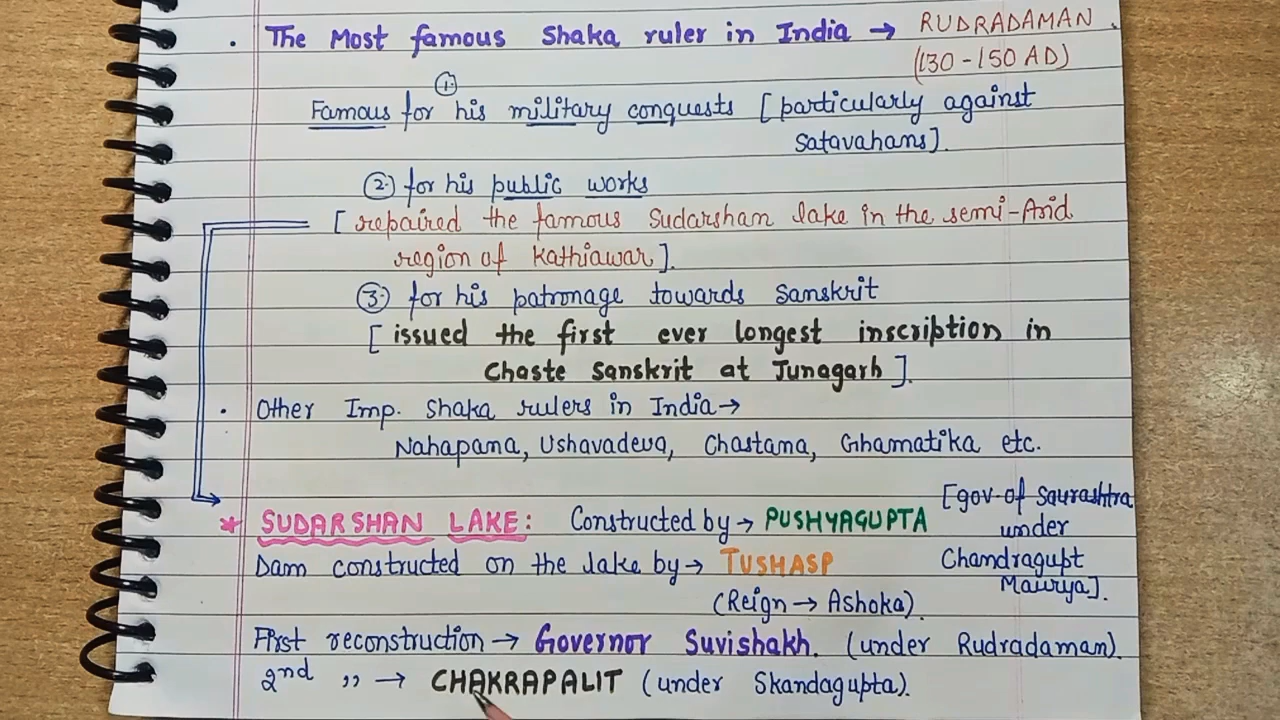 . The Most famous Shaka ruler in India → RUDRADAMAN .
(130-150 AD)
①
Famous for his military conquests [particularly against
Satavahans].
② for his public works
[repaired the famous Sudarshan lake in the semi-Arid
region of Kathiawar].
③ for his patronage towards Sanskrit
[issued the first ever longest inscription in
Chaste Sanskrit at Junagarh].
. Other Imp. Shaka rulers in India →
Nahapana, Ushavadeva, Chastana, Ghamatika etc.
* SUDARSHAN LAKE: Constructed by → PUSHYAGUPTA [gov. of Saurashtra
under
Dam constructed on the lake by → TUSHASP Chandragupt
Maurya].
(Reign → Ashoka).
First reconstruction → Governor Suvishakh. (under Rudradaman).
2nd ,, → CHAKRAPALIT (under Skandagupta).